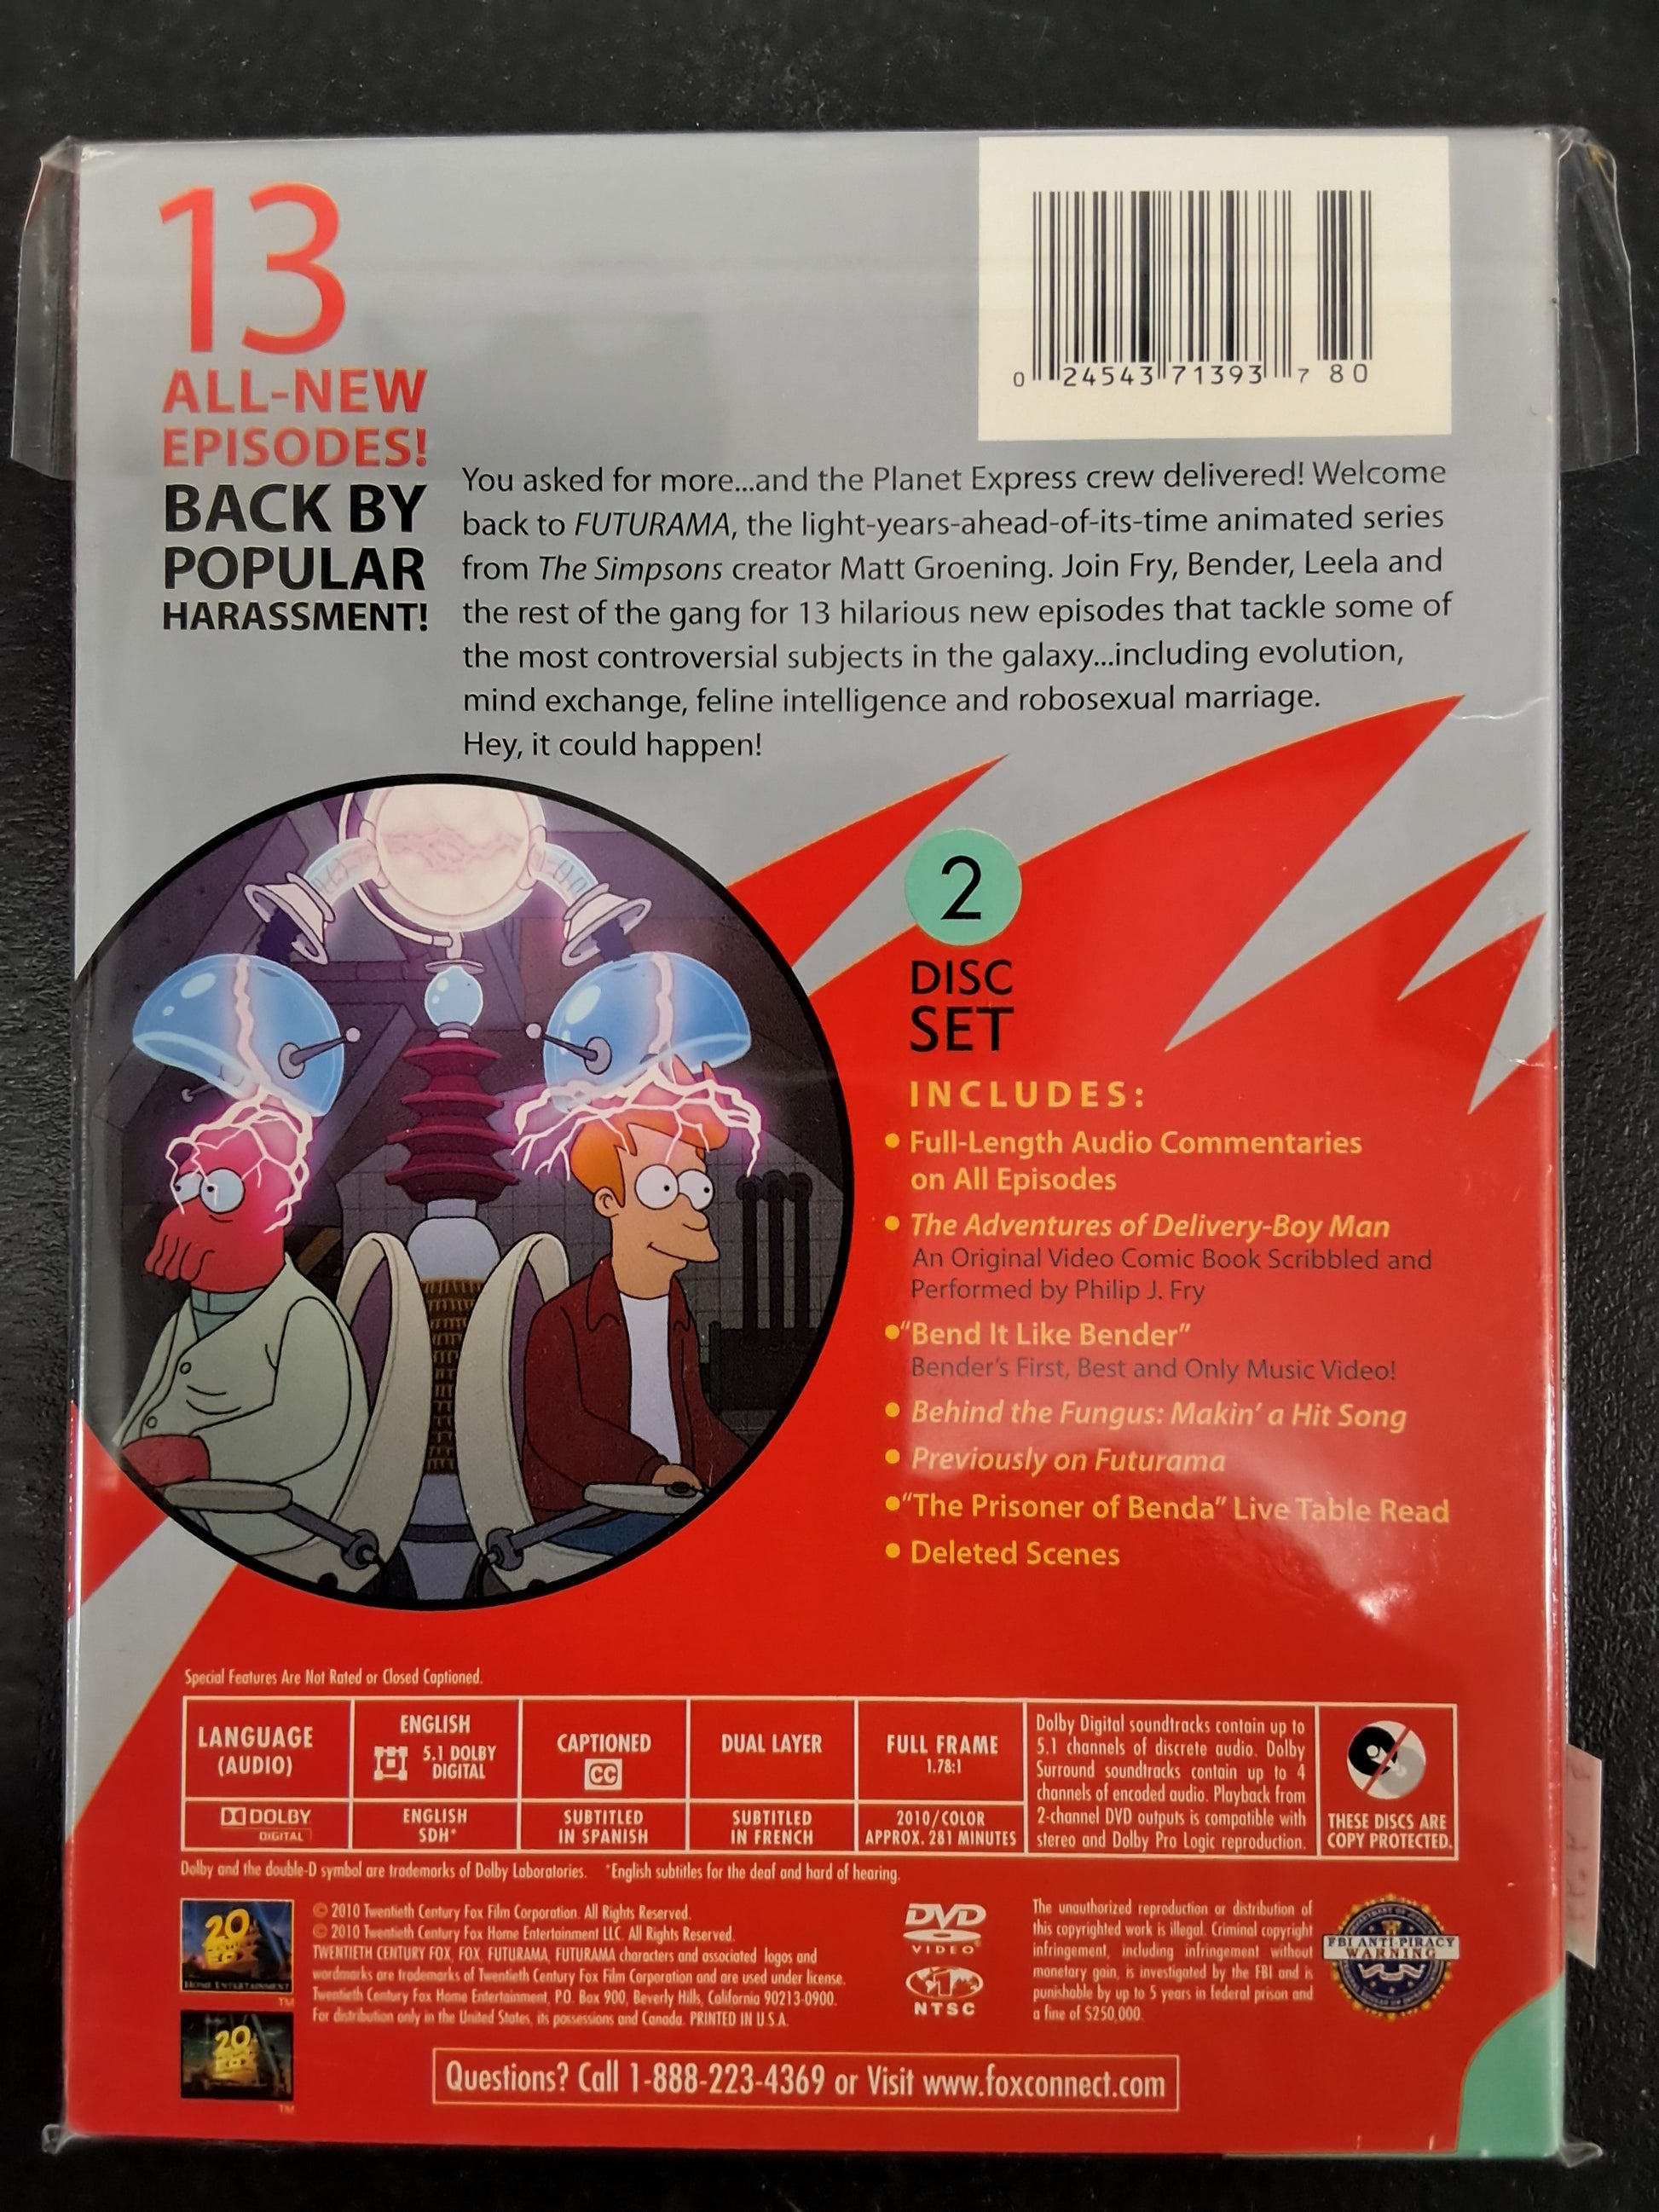 13
ALL-NEW
EPISODES!
BACK BY
POPULAR
HARASSMENT!
0 24543 71393 7 80
You asked for more...and the Planet Express crew delivered! Welcome
back to FUTURAMA, the light-years-ahead-of-its-time animated series
from The Simpsons creator Matt Groening. Join Fry, Bender, Leela and
the rest of the gang for 13 hilarious new episodes that tackle some of
the most controversial subjects in the galaxy...including evolution,
mind exchange, feline intelligence and robosexual marriage.
Hey, it could happen!
2
DISC
SET
INCLUDES:
• Full-Length Audio Commentaries
on All Episodes
• The Adventures of Delivery-Boy Man
An Original Video Comic Book Scribbled and
Performed by Philip J. Fry
• "Bend It Like Bender"
Bender's First, Best and Only Music Video!
• Behind the Fungus: Makin' a Hit Song
• Previously on Futurama
• "The Prisoner of Benda" Live Table Read
• Deleted Scenes
Special Features Are Not Rated or Closed Captioned.
LANGUAGE
(AUDIO)
ENGLISH
5.1 DOLBY
DIGITAL
CAPTIONED
CC
DUAL LAYER
FULL FRAME
1.78:1
DOLBY
DIGITAL
ENGLISH
SDH*
SUBTITLED
IN SPANISH
SUBTITLED
IN FRENCH
2010/COLOR
APPROX. 281 MINUTES
Dolby Digital soundtracks contain up to
5.1 channels of discrete audio. Dolby
Surround soundtracks contain up to 4
channels of encoded audio. Playback from
2-channel DVD outputs is compatible with
stereo and Dolby Pro Logic reproduction.
THESE DISCS ARE
COPY PROTECTED.
Dolby and the double-D symbol are trademarks of Dolby Laboratories. *English subtitles for the deaf and hard of hearing.
20
HOME ENTERTAINMENT
TM
20
TM
© 2010 Twentieth Century Fox Film Corporation. All Rights Reserved.
© 2010 Twentieth Century Fox Home Entertainment LLC. All Rights Reserved.
TWENTIETH CENTURY FOX, FOX, FUTURAMA, FUTURAMA characters and associated logos and
wordmarks are trademarks of Twentieth Century Fox Film Corporation and are used under license.
Twentieth Century Fox Home Entertainment, P.O. Box 900, Beverly Hills, California 90213-0900.
For distribution only in the United States, its possessions and Canada. PRINTED IN U.S.A.
DVD
VIDEO
1
NTSC
The unauthorized reproduction or distribution of
this copyrighted work is illegal. Criminal copyright
infringement, including infringement without
monetary gain, is investigated by the FBI and is
punishable by up to 5 years in federal prison and
a fine of $250,000.
FBI ANTI-PIRACY
WARNING
Questions? Call 1-888-223-4369 or Visit www.foxconnect.com